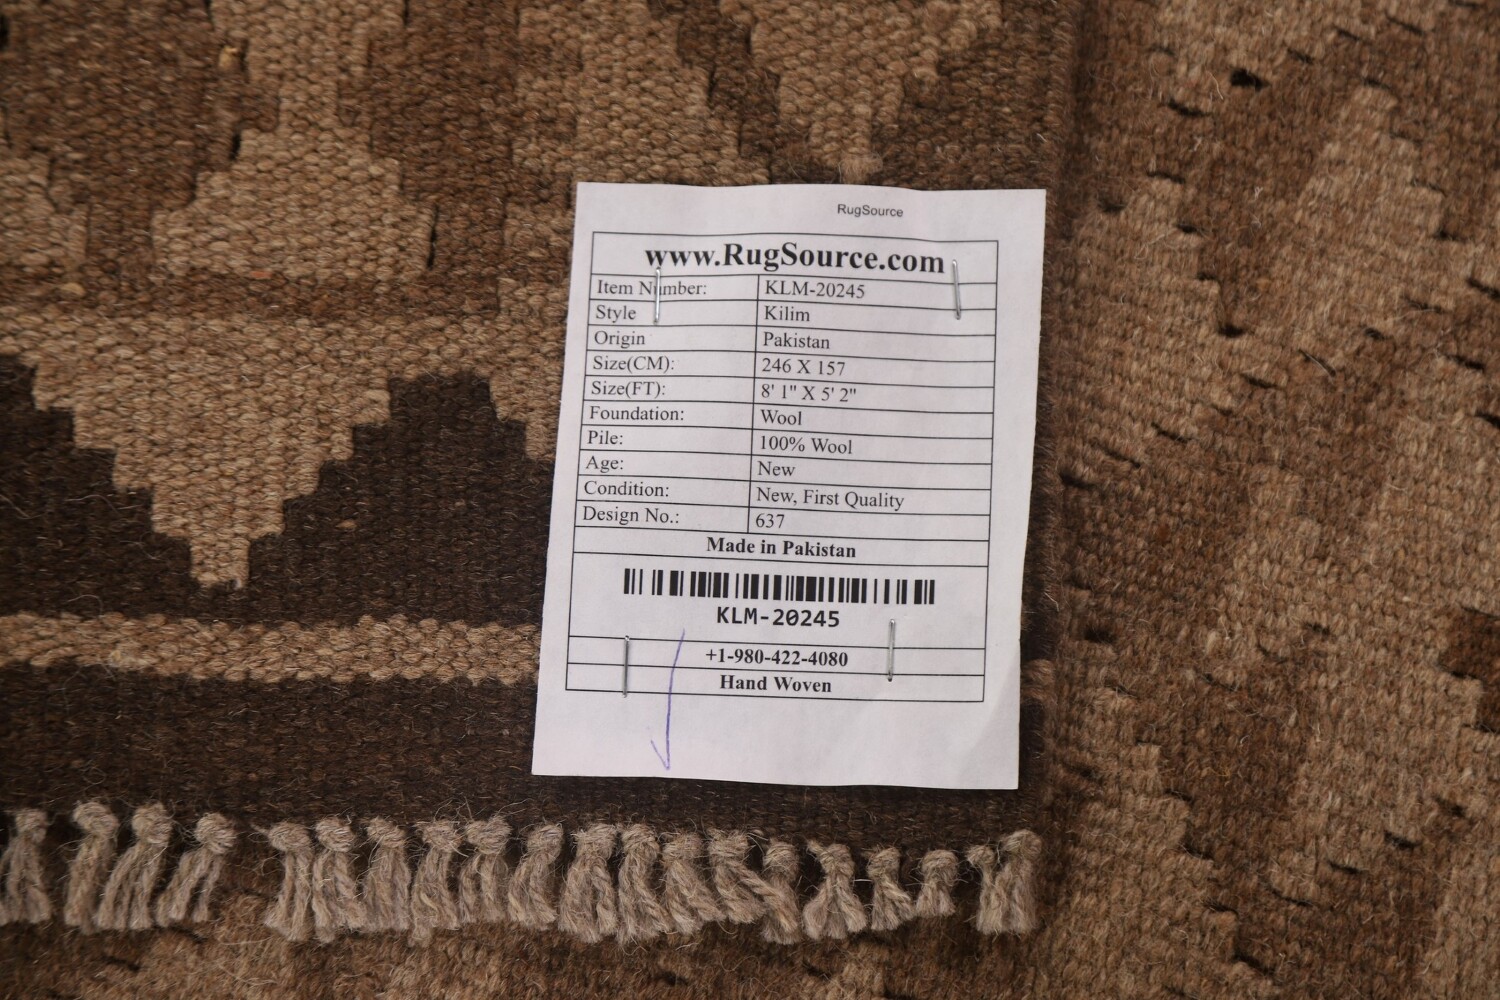 RugSource
www.RugSource.com
Item Number: KLM-20245
Style Kilim
Origin Pakistan
Size(CM): 246 X 157
Size(FT): 8' 1" X 5' 2"
Foundation: Wool
Pile: 100% Wool
Age: New
Condition: New, First Quality
Design No.: 637
Made in Pakistan
KLM-20245
+1-980-422-4080
Hand Woven